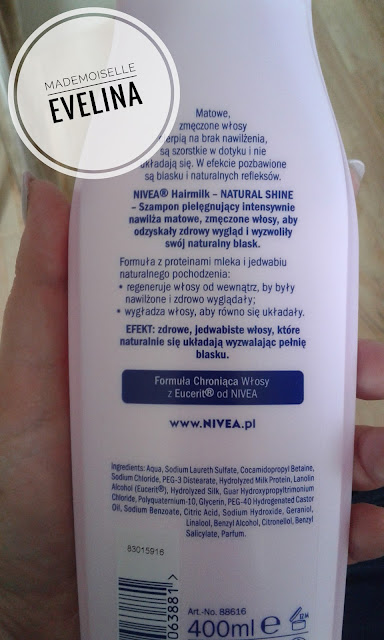 MADEMOISELLE
EVELINA
Matowe,
zmęczone włosy
cierpią na brak nawilżenia,
są szorstkie w dotyku i nie
układają się. W efekcie pozbawione
są blasku i naturalnych refleksów.
NIVEA® Hairmilk – NATURAL SHINE
– Szampon pielęgnujący intensywnie
nawilża matowe, zmęczone włosy, aby
odzyskały zdrowy wygląd i wyzwoliły
swój naturalny blask.
Formuła z proteinami mleka i jedwabiu
naturalnego pochodzenia:
• regeneruje włosy od wewnątrz, by były
nawilżone i zdrowo wyglądały;
• wygładza włosy, aby równo się układały.
EFEKT: zdrowe, jedwabiste włosy, które
naturalnie się układają wyzwalając pełnię
blasku.
Formuła Chroniąca Włosy
z Eucerit® od NIVEA
www.NIVEA.pl
Ingredients: Aqua, Sodium Laureth Sulfate, Cocamidopropyl Betaine,
Sodium Chloride, PEG-3 Distearate, Hydrolyzed Milk Protein, Lanolin
Alcohol (Eucerit®), Hydrolyzed Silk, Guar Hydroxypropyltrimonium
Chloride, Polyquaternium-10, Glycerin, PEG-40 Hydrogenated Castor
Oil, Sodium Benzoate, Citric Acid, Sodium Hydroxide, Geraniol,
Linalool, Benzyl Alcohol, Citronellol, Benzyl
Salicylate, Parfum.
83015916
063881>
Art.-No. 88616
400ml e
12M